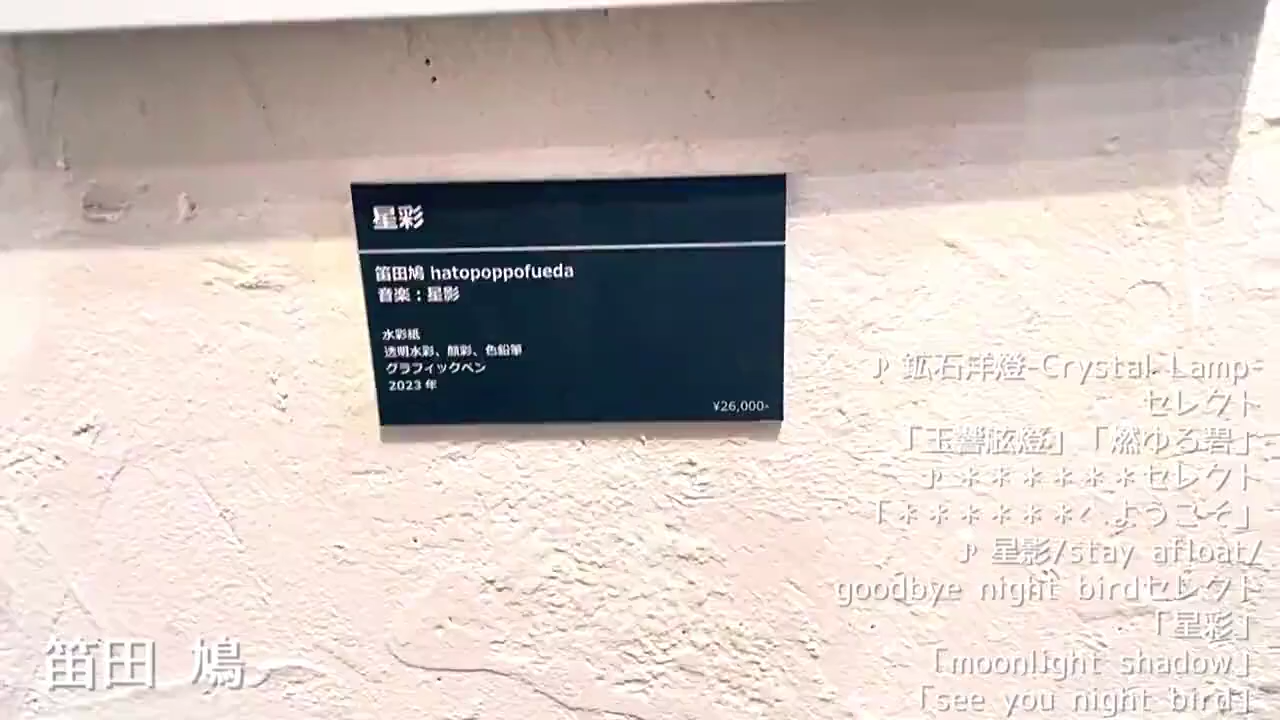 星彩
笛田鳩 hatopoppofueda
音楽：星影
水彩紙
透明水彩、顔彩、色鉛筆
グラフィックペン
2023 年
¥26,000-
♪ 鉱石洋燈-Crystal Lamp-
セレクト
「玉響眩燈」「燃ゆる碧」
♪ ＊＊＊＊＊＊セレクト
「＊＊＊＊＊＊へようこそ」
♪ 星影/stay afloat/
goodbye night birdセレクト
「星彩」
「moonlight shadow」
「see you night bird」
笛田 鳩